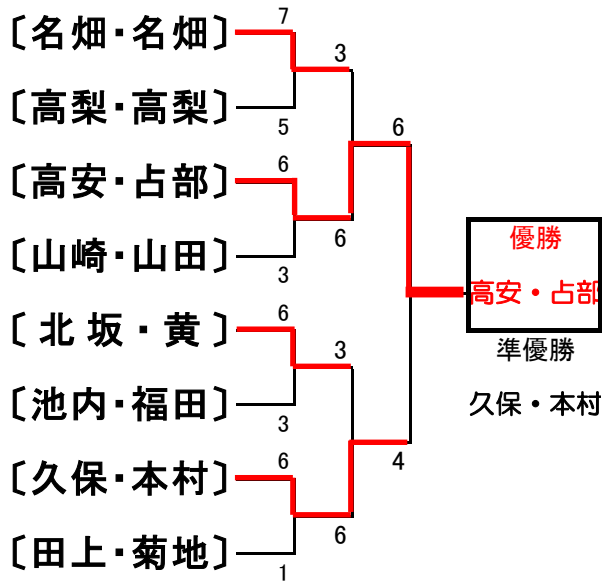 〔名畑・名畑〕
7
〔高梨・高梨〕
5
3
〔高安・占部〕
6
〔山崎・山田〕
3
6
6
〔北坂・黄〕
6
〔池内・福田〕
3
3
〔久保・本村〕
6
〔田上・菊地〕
1
6
4
優勝
高安・占部
準優勝
久保・本村